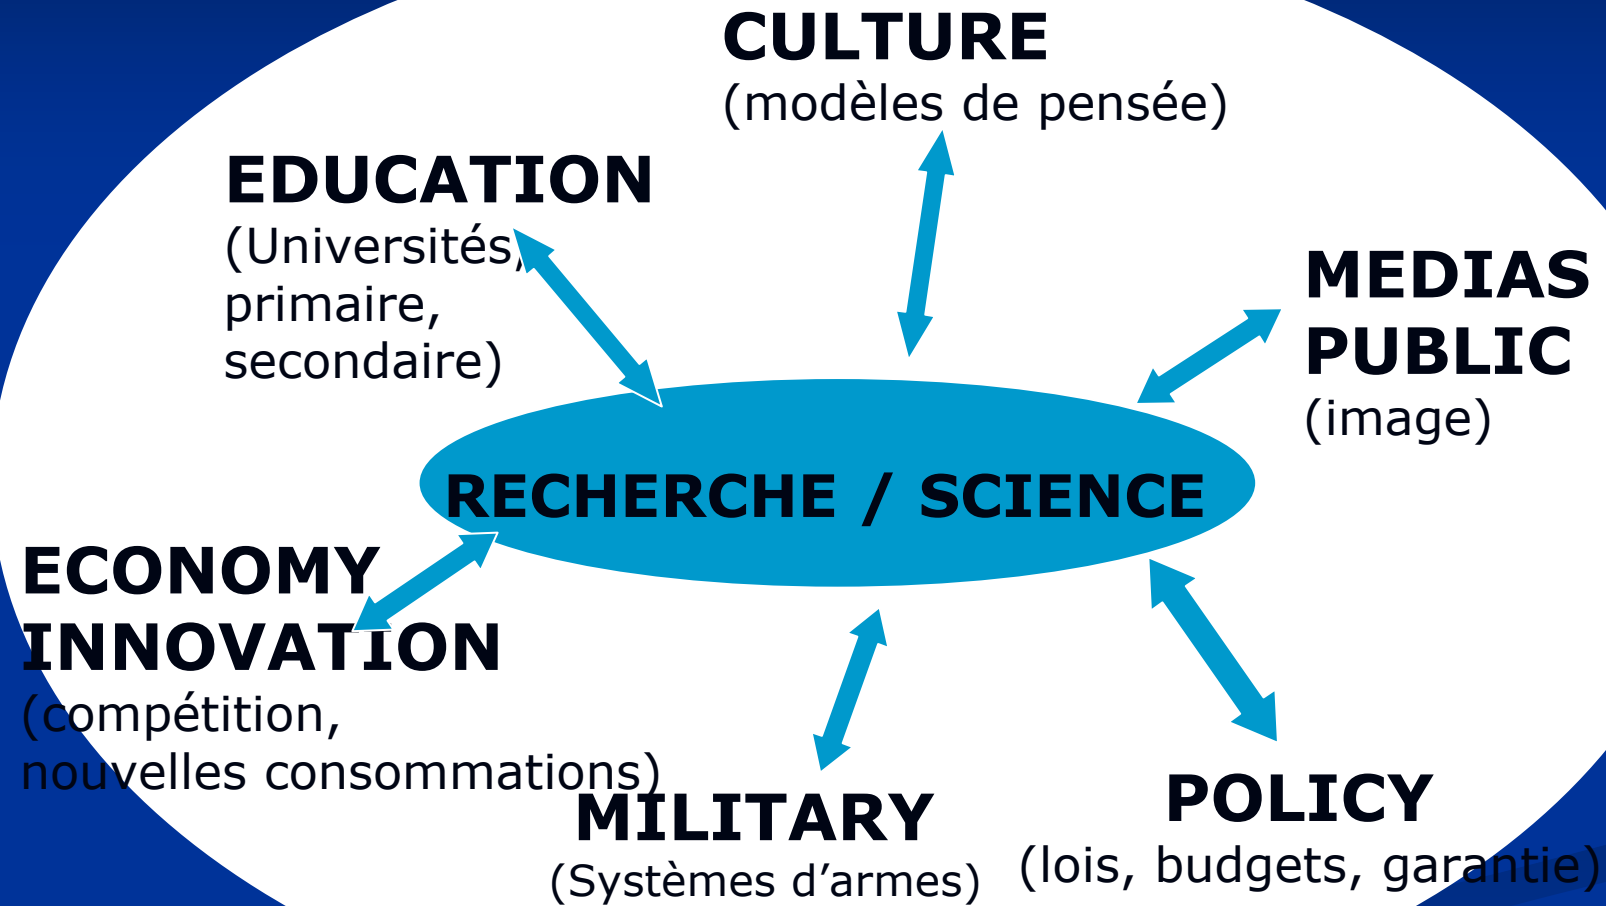 CULTURE
(modèles de pensée)
EDUCATION
(Universités,
primaire,
secondaire)
MEDIAS
PUBLIC
(image)
RECHERCHE / SCIENCE
ECONOMY
INNOVATION
(compétition,
nouvelles consommations)
MILITARY
(Systèmes d’armes)
POLICY
(lois, budgets, garantie)